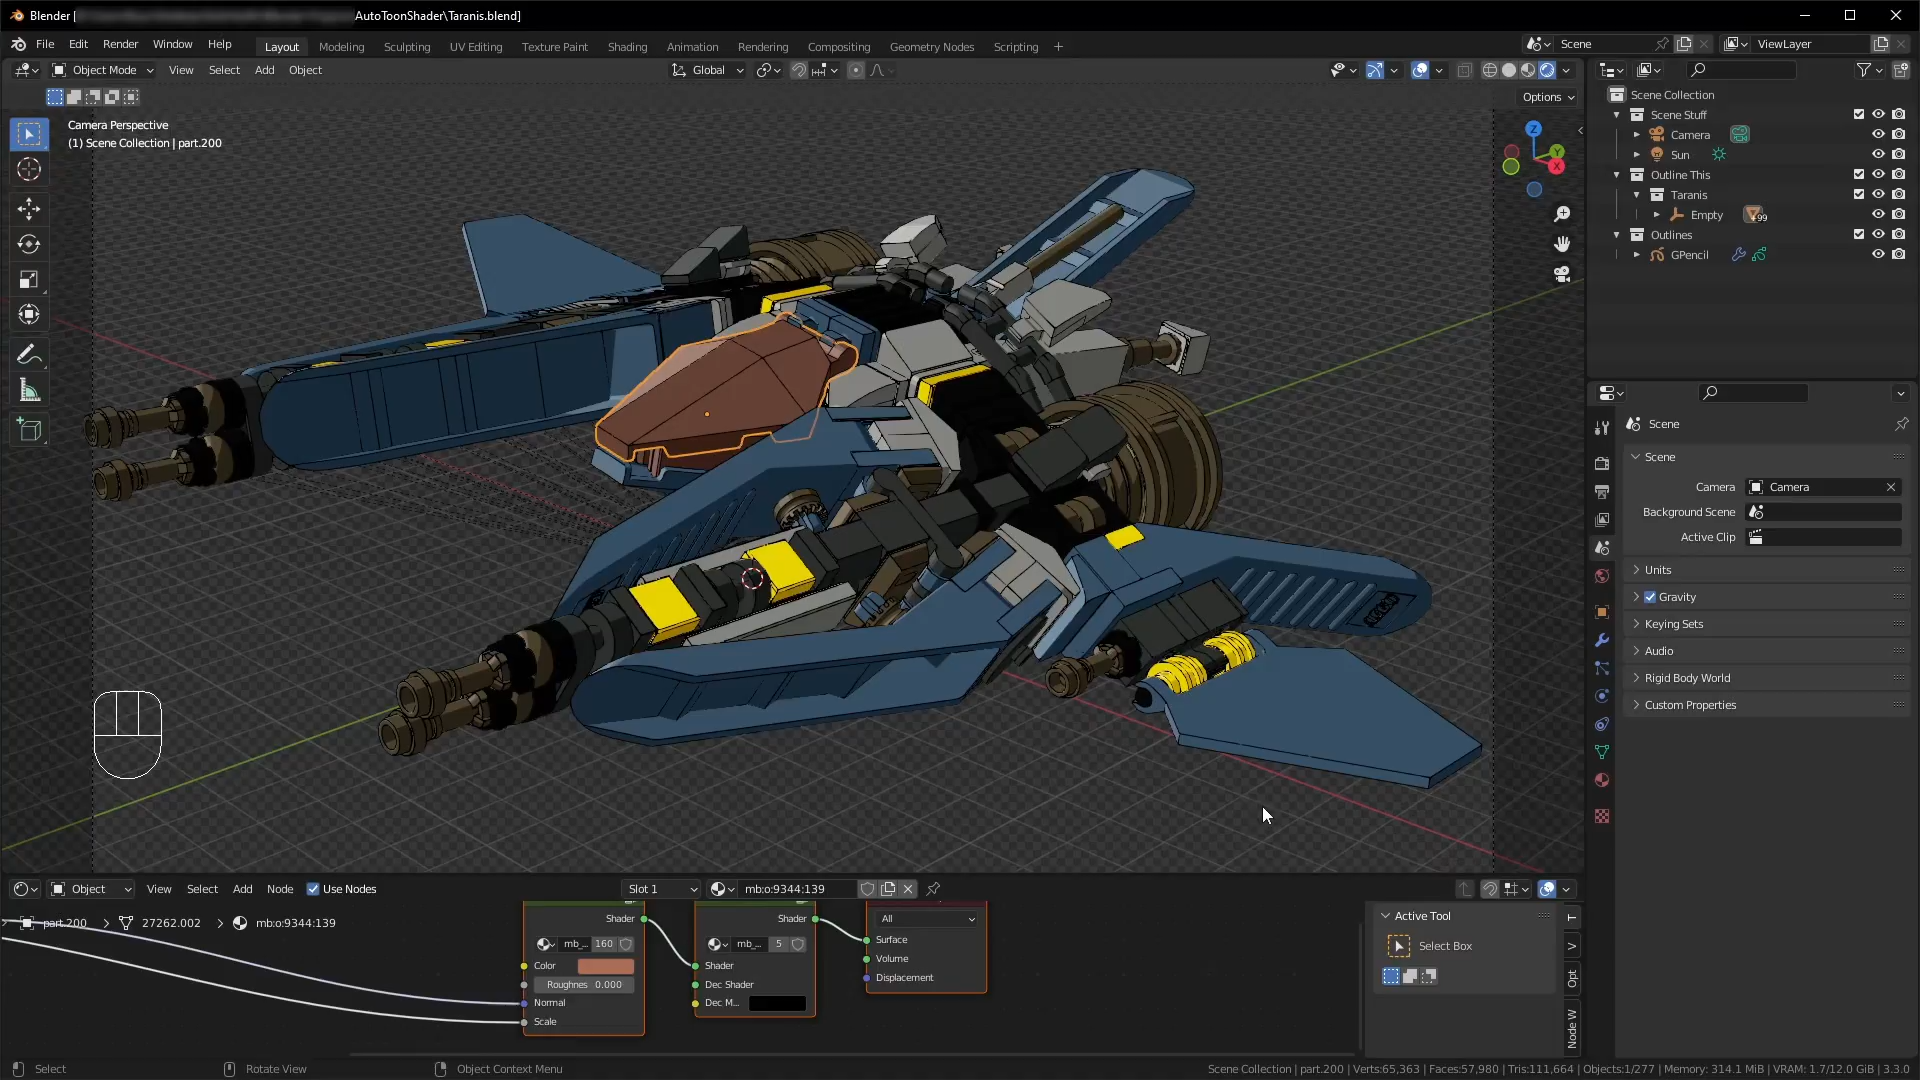 Blender [ AutoToonShader\Taranis.blend]
File Edit Render Window Help Layout Modeling Sculpting UV Editing Texture Paint Shading Animation Rendering Compositing Geometry Nodes Scripting + Scene ViewLayer
Object Mode View Select Add Object Global
Options
Camera Perspective
(1) Scene Collection | part.200
Z
Y
X
Scene Collection
Scene Stuff
Camera
Sun
Outline This
Taranis
Empty +99
Outlines
GPencil
Scene
Scene
Camera Camera
Background Scene
Active Clip
Units
Gravity
Keying Sets
Audio
Rigid Body World
Custom Properties
Object View Select Add Node Use Nodes Slot 1 mb:o:9344:139
part.200 > 27262.002 > mb:o:9344:139
Shader
mb_... 160
Color
Roughnes 0.000
Normal
Scale
Shader
mb_... 5
Shader
Dec Shader
Dec M...
All
Surface
Volume
Displacement
Active Tool
Select Box
T
V
Opt
Node W
Select Rotate View Object Context Menu
Scene Collection | part.200 | Verts:65,363 | Faces:57,980 | Tris:111,664 | Objects:1/277 | Memory: 314.1 MiB | VRAM: 1.7/12.0 GiB | 3.3.0